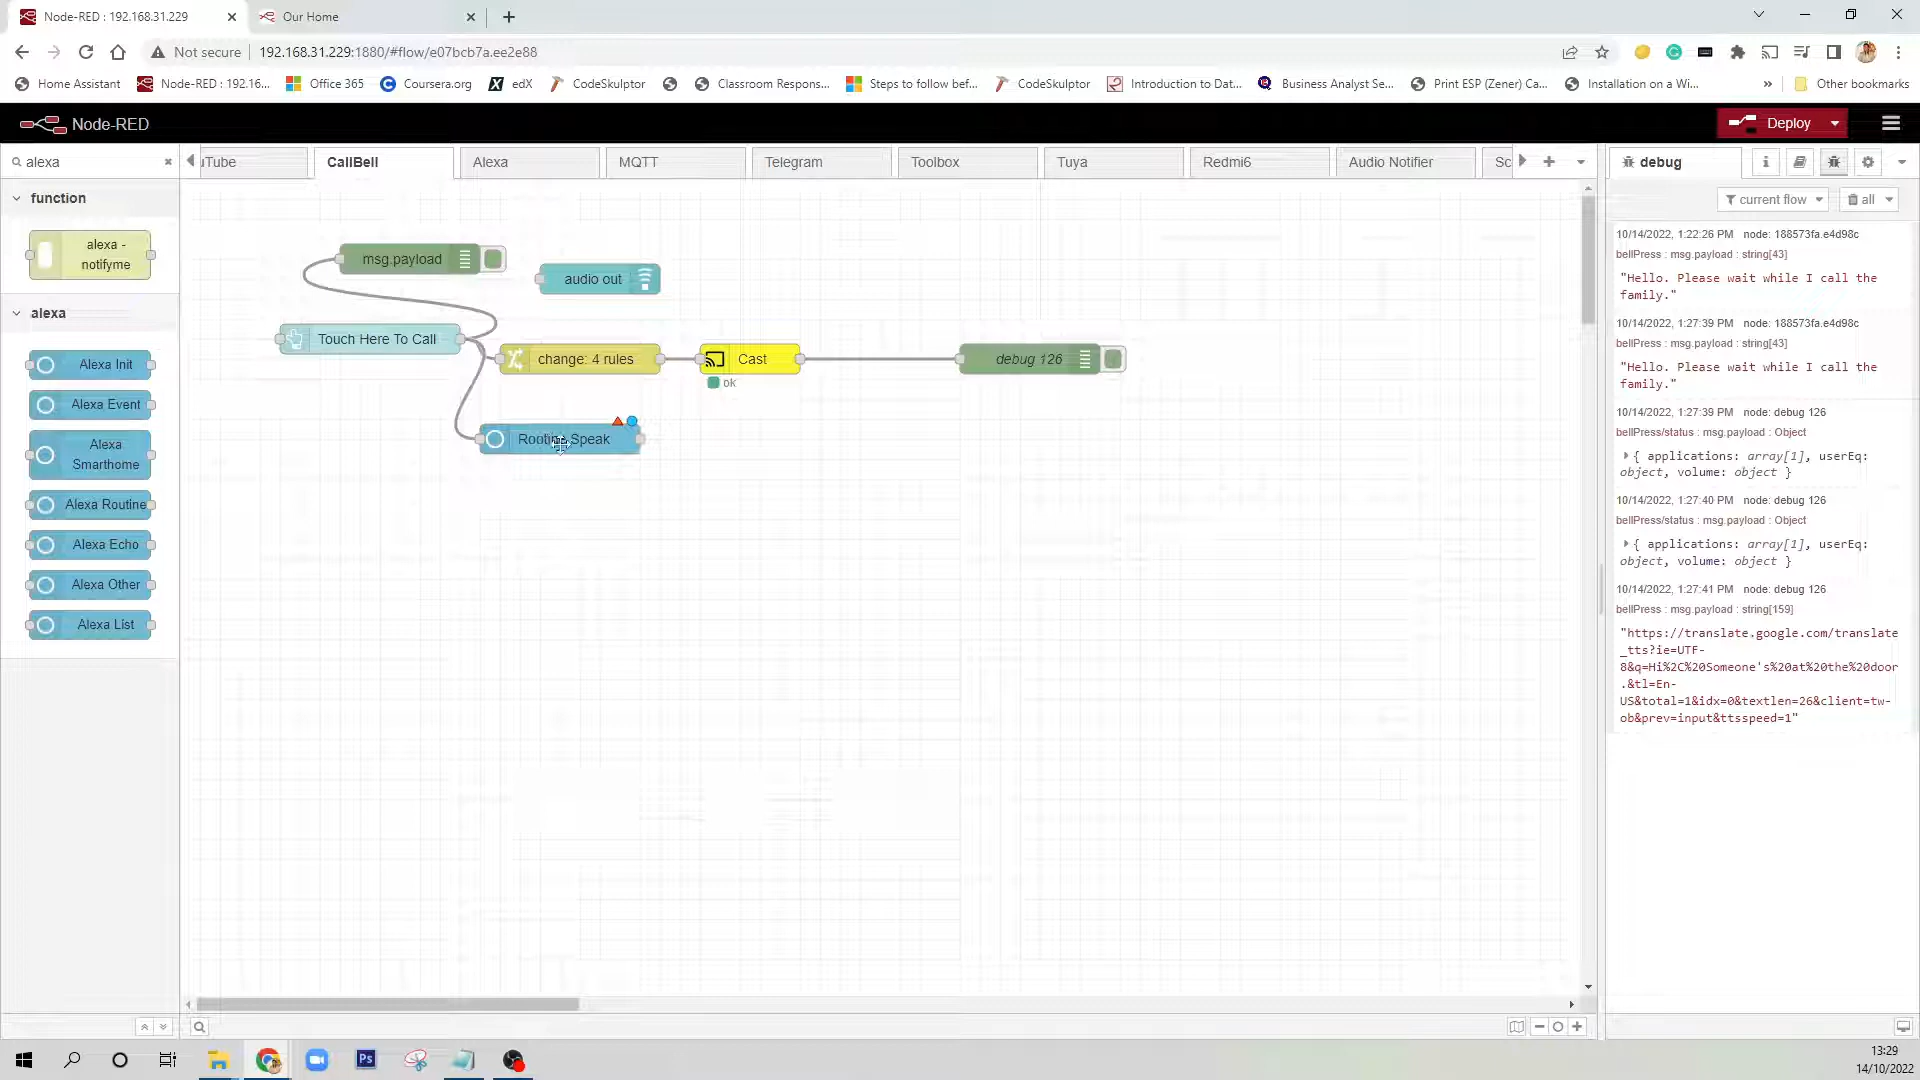 Node-RED : 192.168.31.229
Our Home
Not secure
192.168.31.229:1880/#flow/e07bcb7a.ee2e88
Home Assistant
Node-RED : 192.16...
Office 365
Coursera.org
edX
CodeSkulptor
Classroom Respons...
Steps to follow bef...
CodeSkulptor
Introduction to Dat...
Business Analyst Se...
Print ESP (Zener) Ca...
Installation on a Wi...
»
Other bookmarks
Node-RED
Deploy
alexa
uTube
CallBell
Alexa
MQTT
Telegram
Toolbox
Tuya
Redmi6
Audio Notifier
Sc
debug
function
alexa -
notifyme
alexa
Alexa Init
Alexa Event
Alexa
Smarthome
Alexa Routine
Alexa Echo
Alexa Other
Alexa List
msg.payload
audio out
Touch Here To Call
change: 4 rules
Cast
ok
debug 126
Routine Speak
current flow
all
10/14/2022, 1:22:26 PM node: 188573fa.e4d98c
bellPress : msg.payload : string[43]
"Hello. Please wait while I call the
family."
10/14/2022, 1:27:39 PM node: 188573fa.e4d98c
bellPress : msg.payload : string[43]
"Hello. Please wait while I call the
family."
10/14/2022, 1:27:39 PM node: debug 126
bellPress/status : msg.payload : Object
{ applications: array[1], userEq:
object, volume: object }
10/14/2022, 1:27:40 PM node: debug 126
bellPress/status : msg.payload : Object
{ applications: array[1], userEq:
object, volume: object }
10/14/2022, 1:27:41 PM node: debug 126
bellPress : msg.payload : string[159]
"https://translate.google.com/translate
_tts?ie=UTF-
8&q=Hi%2C%20Someone's%20at%20the%20door
.&tl=En-
US&total=1&idx=0&textlen=26&client=tw-
ob&prev=input&ttsspeed=1"
Ps
13:29
14/10/2022